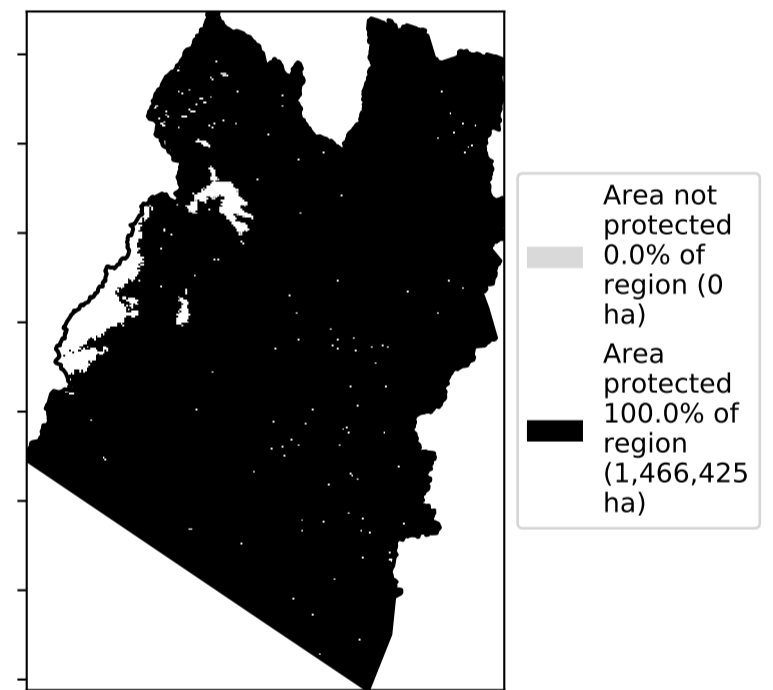 Area not
protected
0.0% of
region (0
ha)
Area
protected
100.0% of
region
(1,466,425
ha)